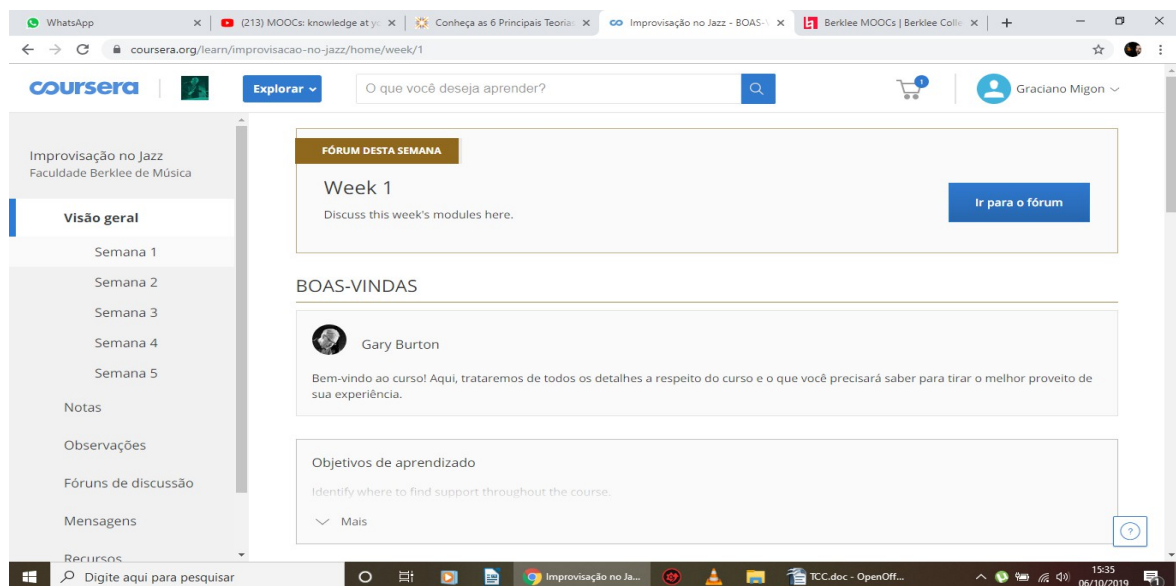 WhatsApp
(213) MOOCs: knowledge at yo
Conheça as 6 Principais Teorias
Improvisação no Jazz - BOAS-V
Berklee MOOCs | Berklee Colle
coursera.org/learn/improvisacao-no-jazz/home/week/1
coursera
Explorar
O que você deseja aprender?
1
Graciano Migon
Improvisação no Jazz
Faculdade Berklee de Música
Visão geral
Semana 1
Semana 2
Semana 3
Semana 4
Semana 5
Notas
Observações
Fóruns de discussão
Mensagens
Recursos
FÓRUM DESTA SEMANA
Week 1
Discuss this week's modules here.
Ir para o fórum
BOAS-VINDAS
Gary Burton
Bem-vindo ao curso! Aqui, trataremos de todos os detalhes a respeito do curso e o que você precisará saber para tirar o melhor proveito de
sua experiência.
Objetivos de aprendizado
Identify where to find support throughout the course.
Mais
Digite aqui para pesquisar
Improvisação no Ja...
TCC.doc - OpenOff...
15:35
06/10/2019